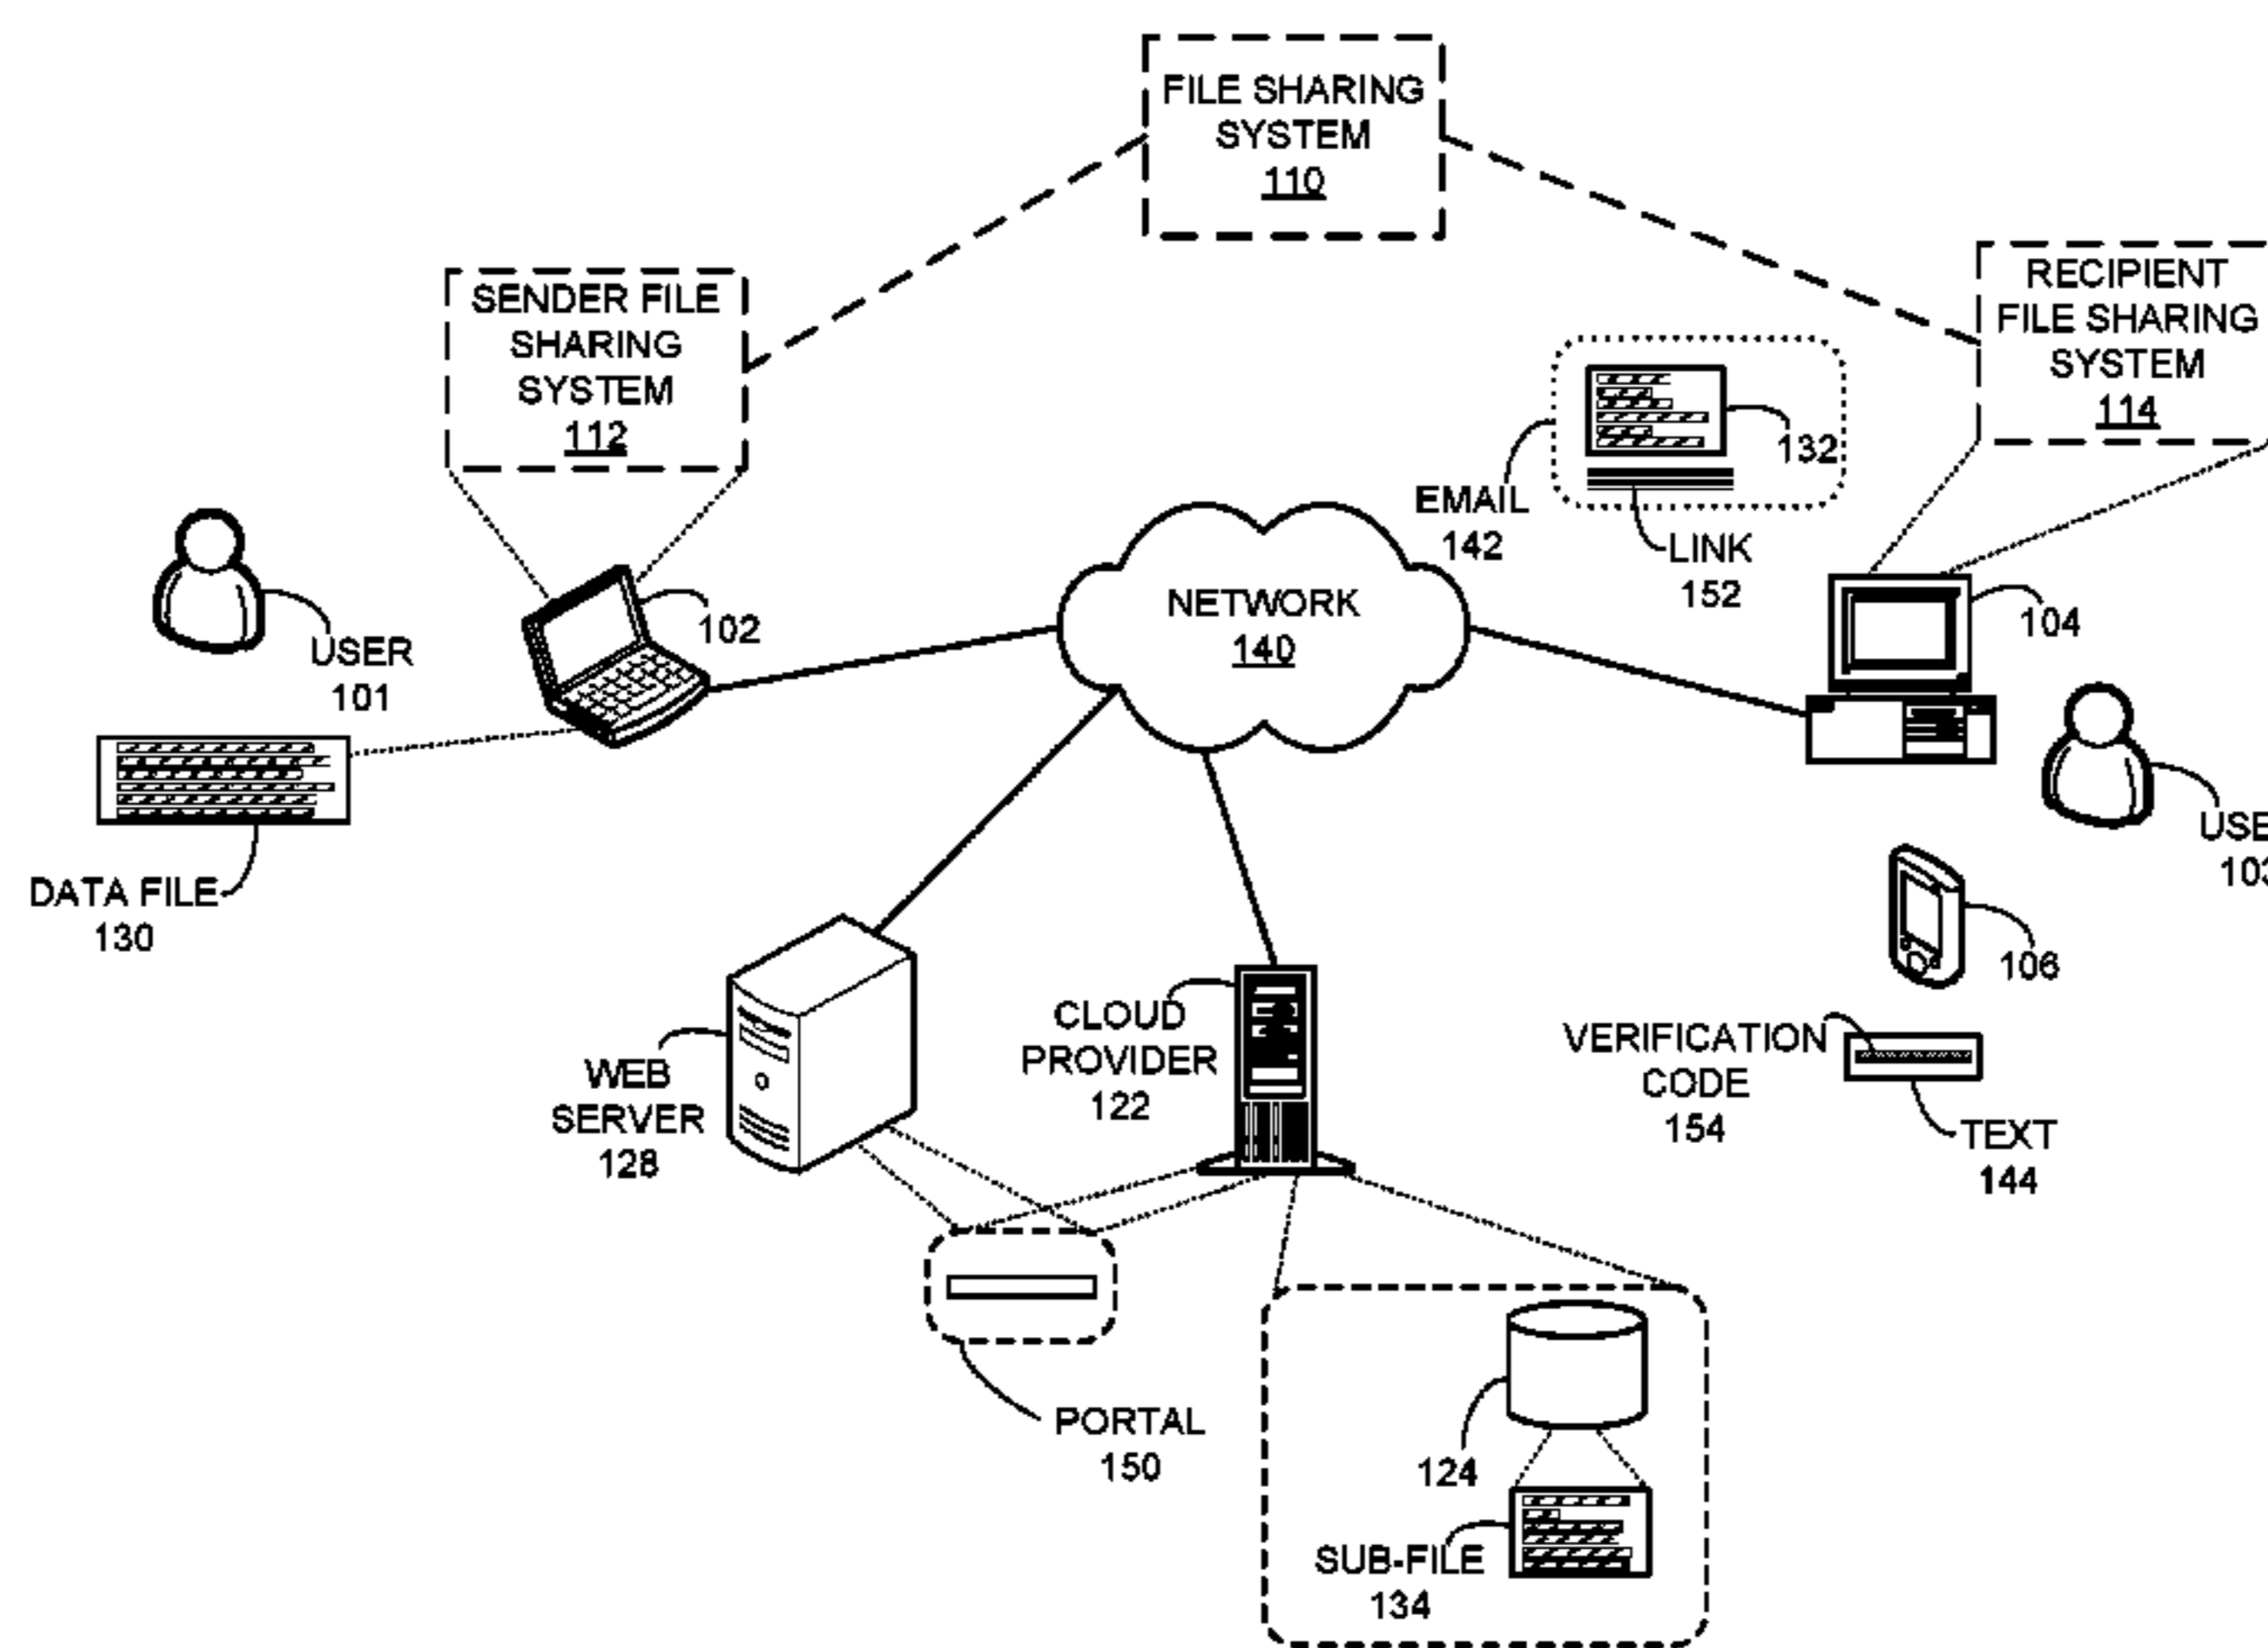 FILE SHARING
SYSTEM
110
SENDER FILE
SHARING
SYSTEM
112
RECIPIENT
FILE SHARING
SYSTEM
114
132
EMAIL
142
LINK
152
NETWORK
140
102
104
USER
101
USE
103
DATA FILE
130
106
CLOUD
PROVIDER
122
WEB
SERVER
128
VERIFICATION
CODE
154
TEXT
144
PORTAL
150
124
SUB-FILE
134